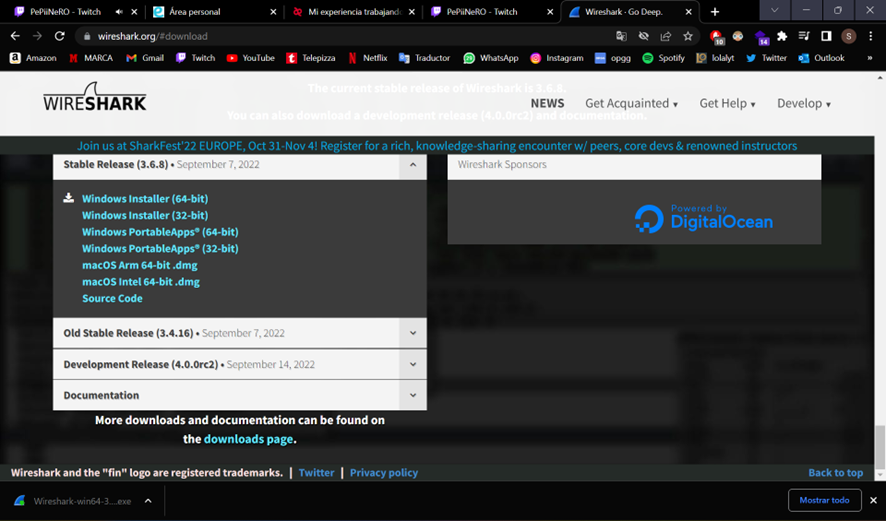 PePiiNeRO - Twitch
Área personal
Mi experiencia trabajando
PePiiNeRO - Twitch
Wireshark · Go Deep.
wireshark.org/#download
10
14
S
Amazon
MARCA
Gmail
Twitch
YouTube
Telepizza
Netflix
Traductor
WhatsApp
Instagram
opgg
Spotify
lolalyt
Twitter
Outlook
»
The current stable release of Wireshark is 3.6.8.
You can also download a development release (4.0.0rc2) and documentation.
WIRESHARK
NEWS
Get Acquainted ▾
Get Help ▾
Develop ▾
Join us at SharkFest'22 EUROPE, Oct 31-Nov 4! Register for a rich, knowledge-sharing encounter w/ peers, core devs & renowned instructors
Stable Release (3.6.8) • September 7, 2022
Windows Installer (64-bit)
Windows Installer (32-bit)
Windows PortableApps® (64-bit)
Windows PortableApps® (32-bit)
macOS Arm 64-bit .dmg
macOS Intel 64-bit .dmg
Source Code
Old Stable Release (3.4.16) • September 7, 2022
Development Release (4.0.0rc2) • September 14, 2022
Documentation
Wireshark Sponsors
Powered by
DigitalOcean
More downloads and documentation can be found on
the downloads page.
Wireshark and the "fin" logo are registered trademarks. | Twitter | Privacy policy
Back to top
Wireshark-win64-3....exe
Mostrar todo